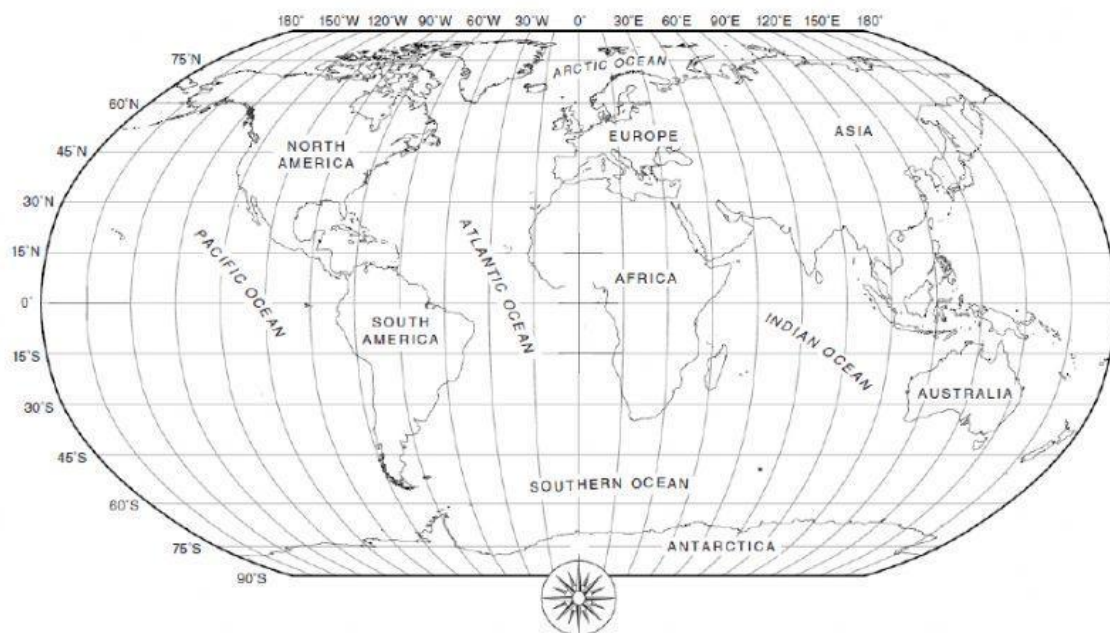 180° 150°W 120°W 90°W 60°W 30°W 0° 30°E 60°E 90°E 120°E 150°E 180°
75°N
ARCTIC OCEAN
60°N
EUROPE
ASIA
45°N
NORTH
AMERICA
30°N
PACIFIC OCEAN
ATLANTIC OCEAN
15°N
AFRICA
0°
SOUTH
AMERICA
INDIAN OCEAN
15°S
AUSTRALIA
30°S
45°S
SOUTHERN OCEAN
60°S
75°S
ANTARCTICA
90°S